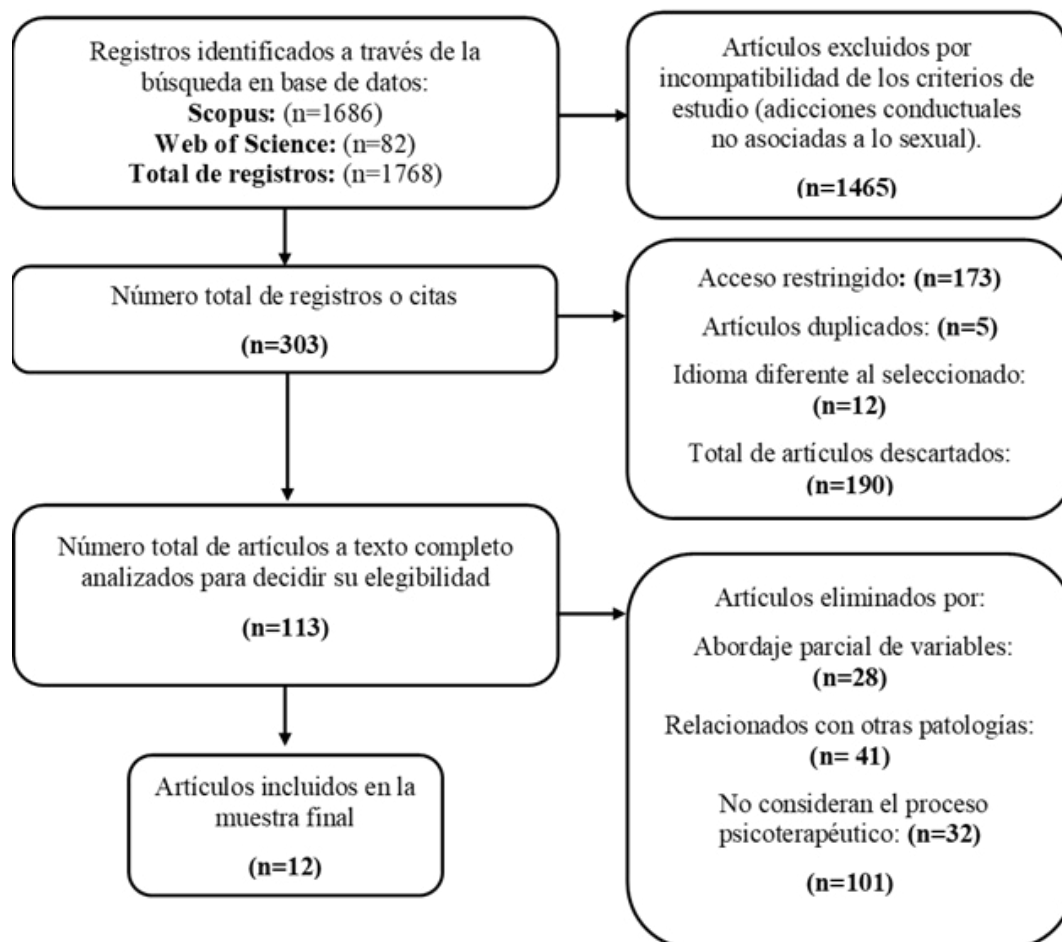 Registros identificados a través de la
búsqueda en base de datos:
Scopus: (n=1686)
Web of Science: (n=82)
Total de registros: (n=1768)
Artículos excluidos por
incompatibilidad de los criterios de
estudio (adicciones conductuales
no asociadas a lo sexual).
(n=1465)
Número total de registros o citas
(n=303)
Acceso restringido: (n=173)
Artículos duplicados: (n=5)
Idioma diferente al seleccionado:
(n=12)
Total de artículos descartados:
(n=190)
Número total de artículos a texto completo
analizados para decidir su elegibilidad
(n=113)
Artículos eliminados por:
Abordaje parcial de variables:
(n=28)
Relacionados con otras patologías:
(n= 41)
No consideran el proceso
psicoterapéutico: (n=32)
(n=101)
Artículos incluidos en la
muestra final
(n=12)